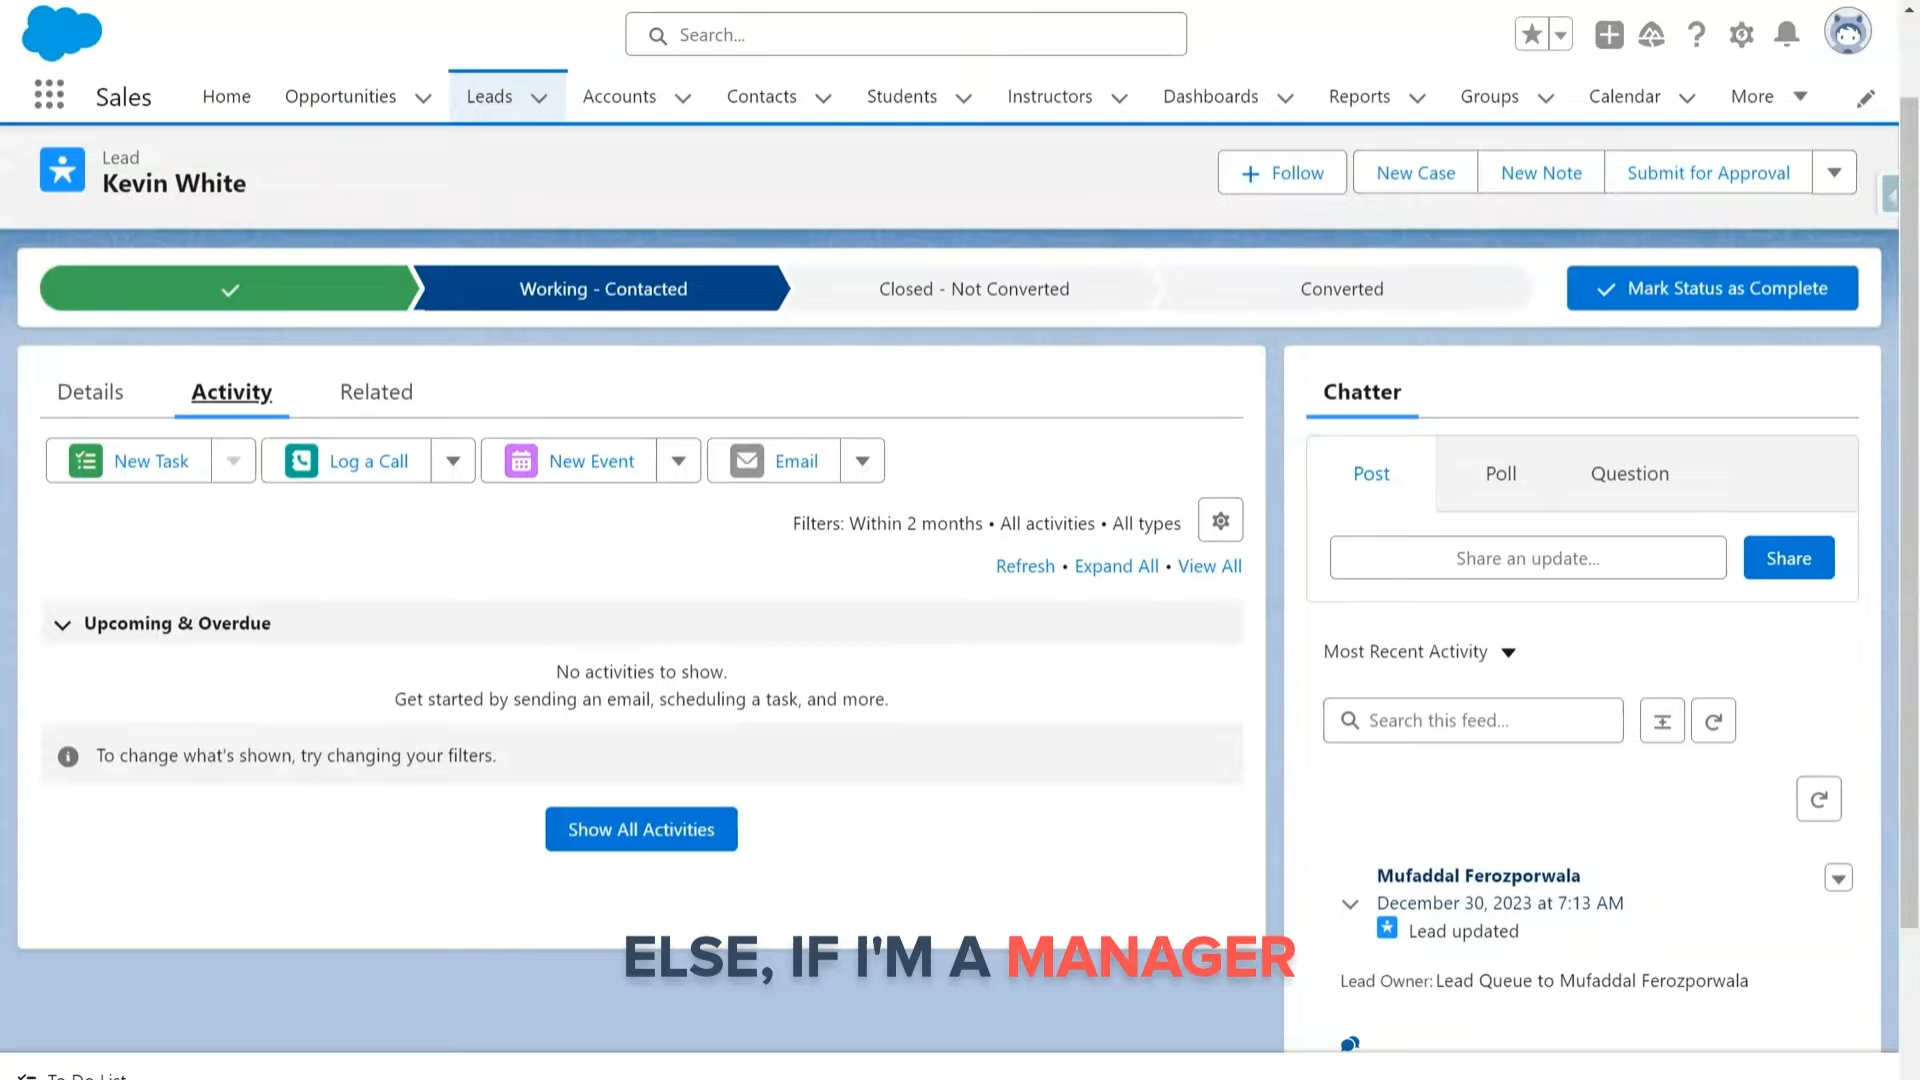 Search...
Sales Home Opportunities Leads Accounts Contacts Students Instructors Dashboards Reports Groups Calendar More
Lead
Kevin White
Follow New Case New Note Submit for Approval
Working - Contacted Closed - Not Converted Converted Mark Status as Complete
Details Activity Related
New Task Log a Call New Event Email
Filters: Within 2 months • All activities • All types
Refresh • Expand All • View All
Upcoming & Overdue
No activities to show.
Get started by sending an email, scheduling a task, and more.
To change what's shown, try changing your filters.
Show All Activities
Chatter
Post Poll Question
Share an update... Share
Most Recent Activity
Search this feed...
Mufaddal Ferozporwala
December 30, 2023 at 7:13 AM
Lead updated
Lead Owner: Lead Queue to Mufaddal Ferozporwala
ELSE, IF I'M A MANAGER
To Do List